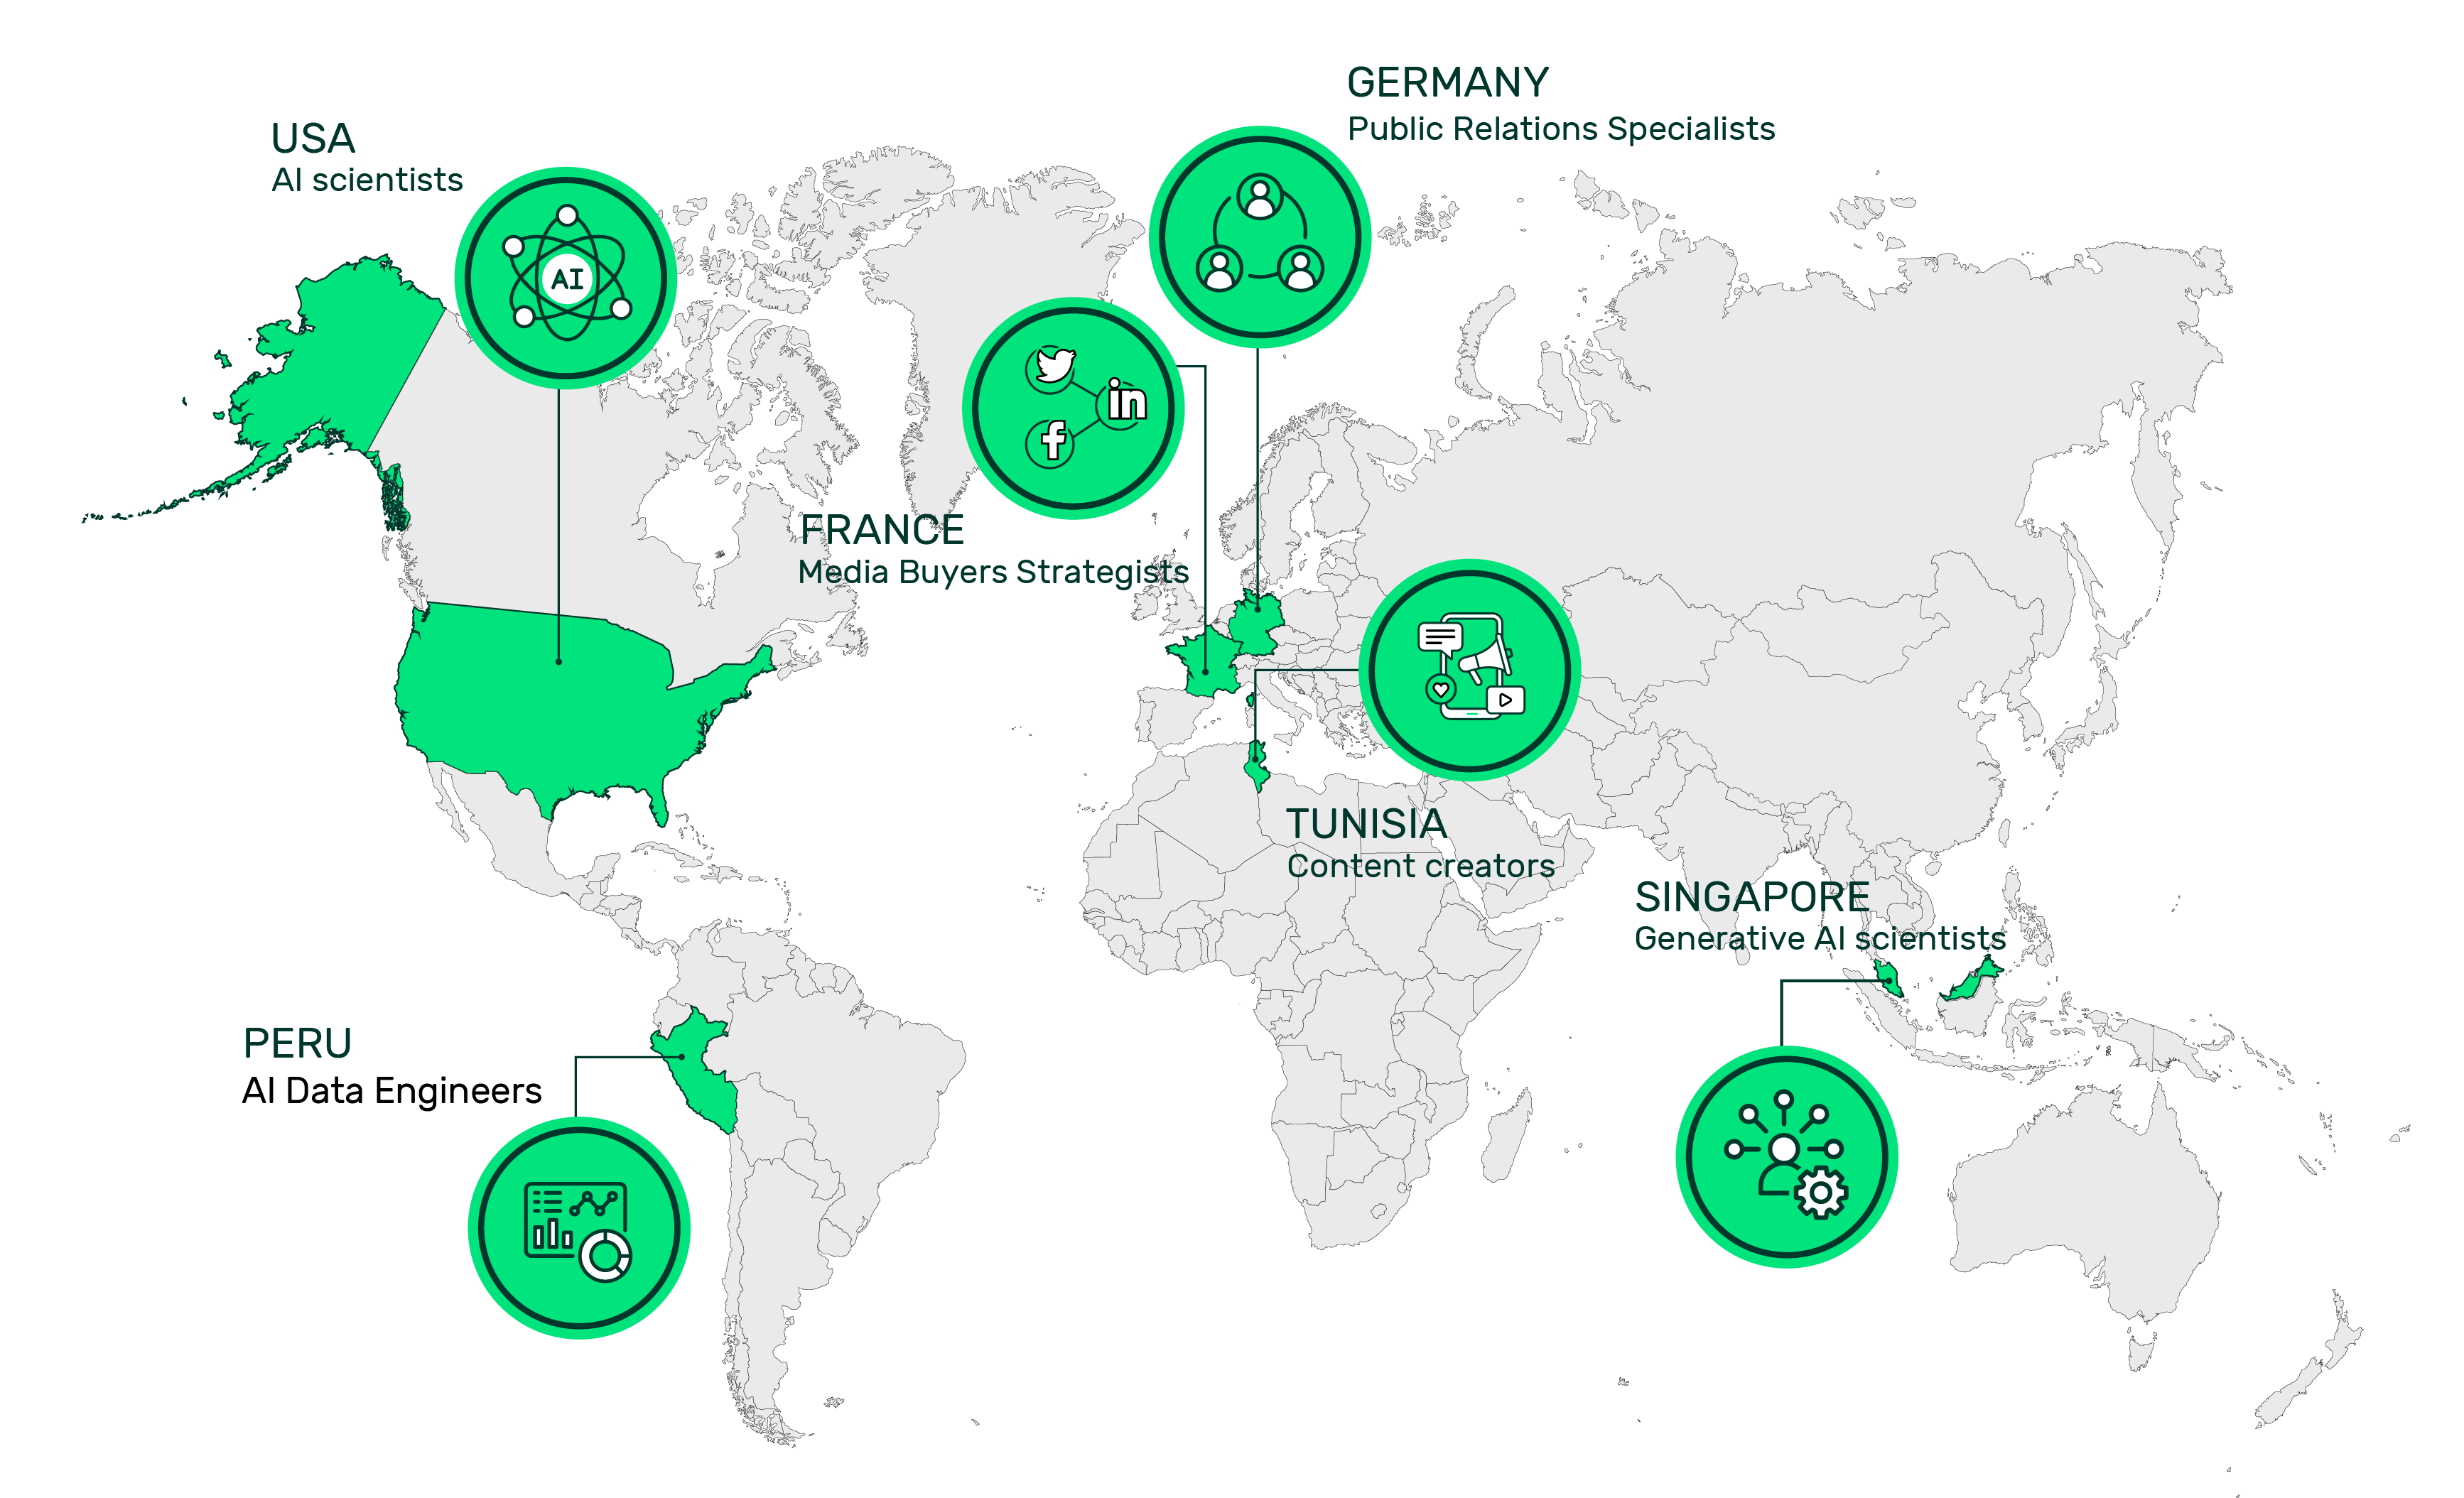 GERMANY
Public Relations Specialists
USA
AI scientists
AI
in
f
FRANCE
Media Buyers Strategists
TUNISIA
Content creators
SINGAPORE
Generative AI scientists
PERU
AI Data Engineers